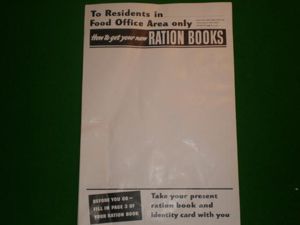 To Residents in
Food Office Area only
How to get your new RATION BOOKS
BEFORE YOU GO—
FILL IN PAGE 3 OF
YOUR RATION BOOK
Take your present
ration book and
identity card with you